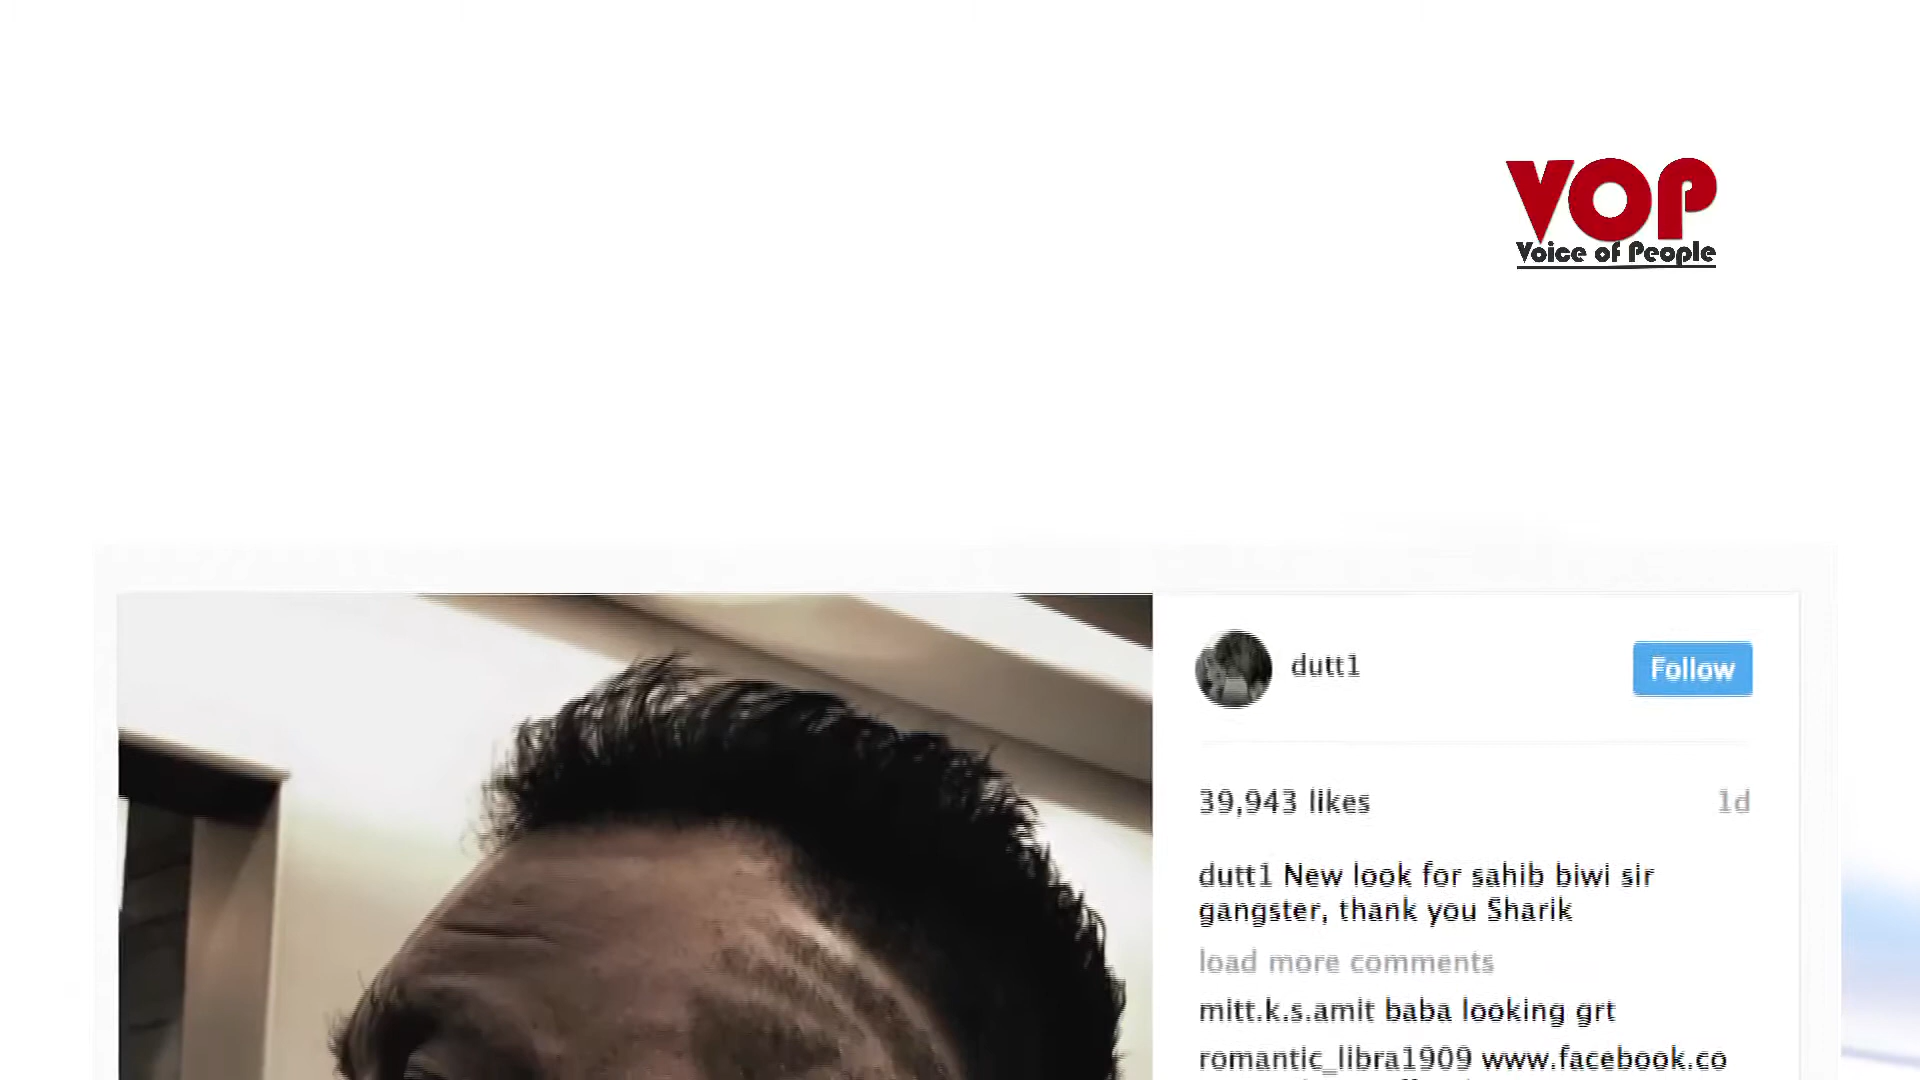 VOP
Voice of People
dutt1
Follow
39,943 likes
1d
dutt1 New look for sahib biwi sir
gangster, thank you Sharik
load more comments
mitt.k.s.amit baba looking grt
romantic_libra1909 www.facebook.co